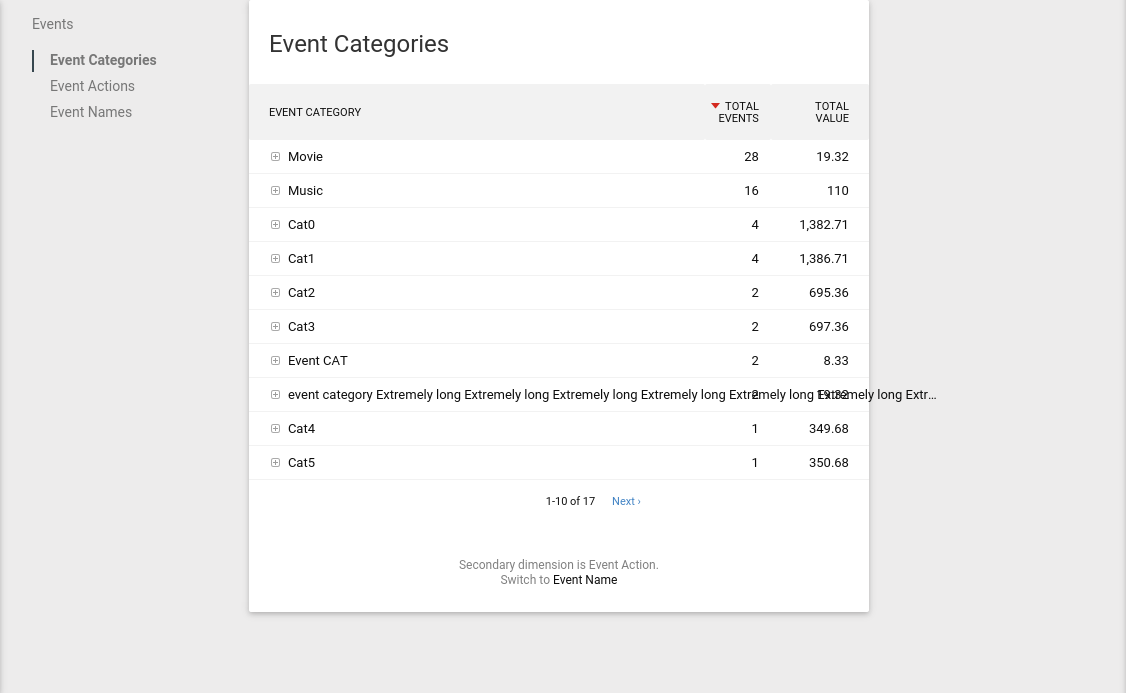 Events
Event Categories
Event Actions
Event Names
Event Categories
EVENT CATEGORY TOTAL EVENTS TOTAL VALUE
Movie 28 19.32
Music 16 110
Cat0 4 1,382.71
Cat1 4 1,386.71
Cat2 2 695.36
Cat3 2 697.36
Event CAT 2 8.33
event category Extremely long Extremely long Extremely long Extremely long Extremely long Extremely long Extr... 2 19.32
Cat4 1 349.68
Cat5 1 350.68
1-10 of 17 Next ›
Secondary dimension is Event Action.
Switch to Event Name